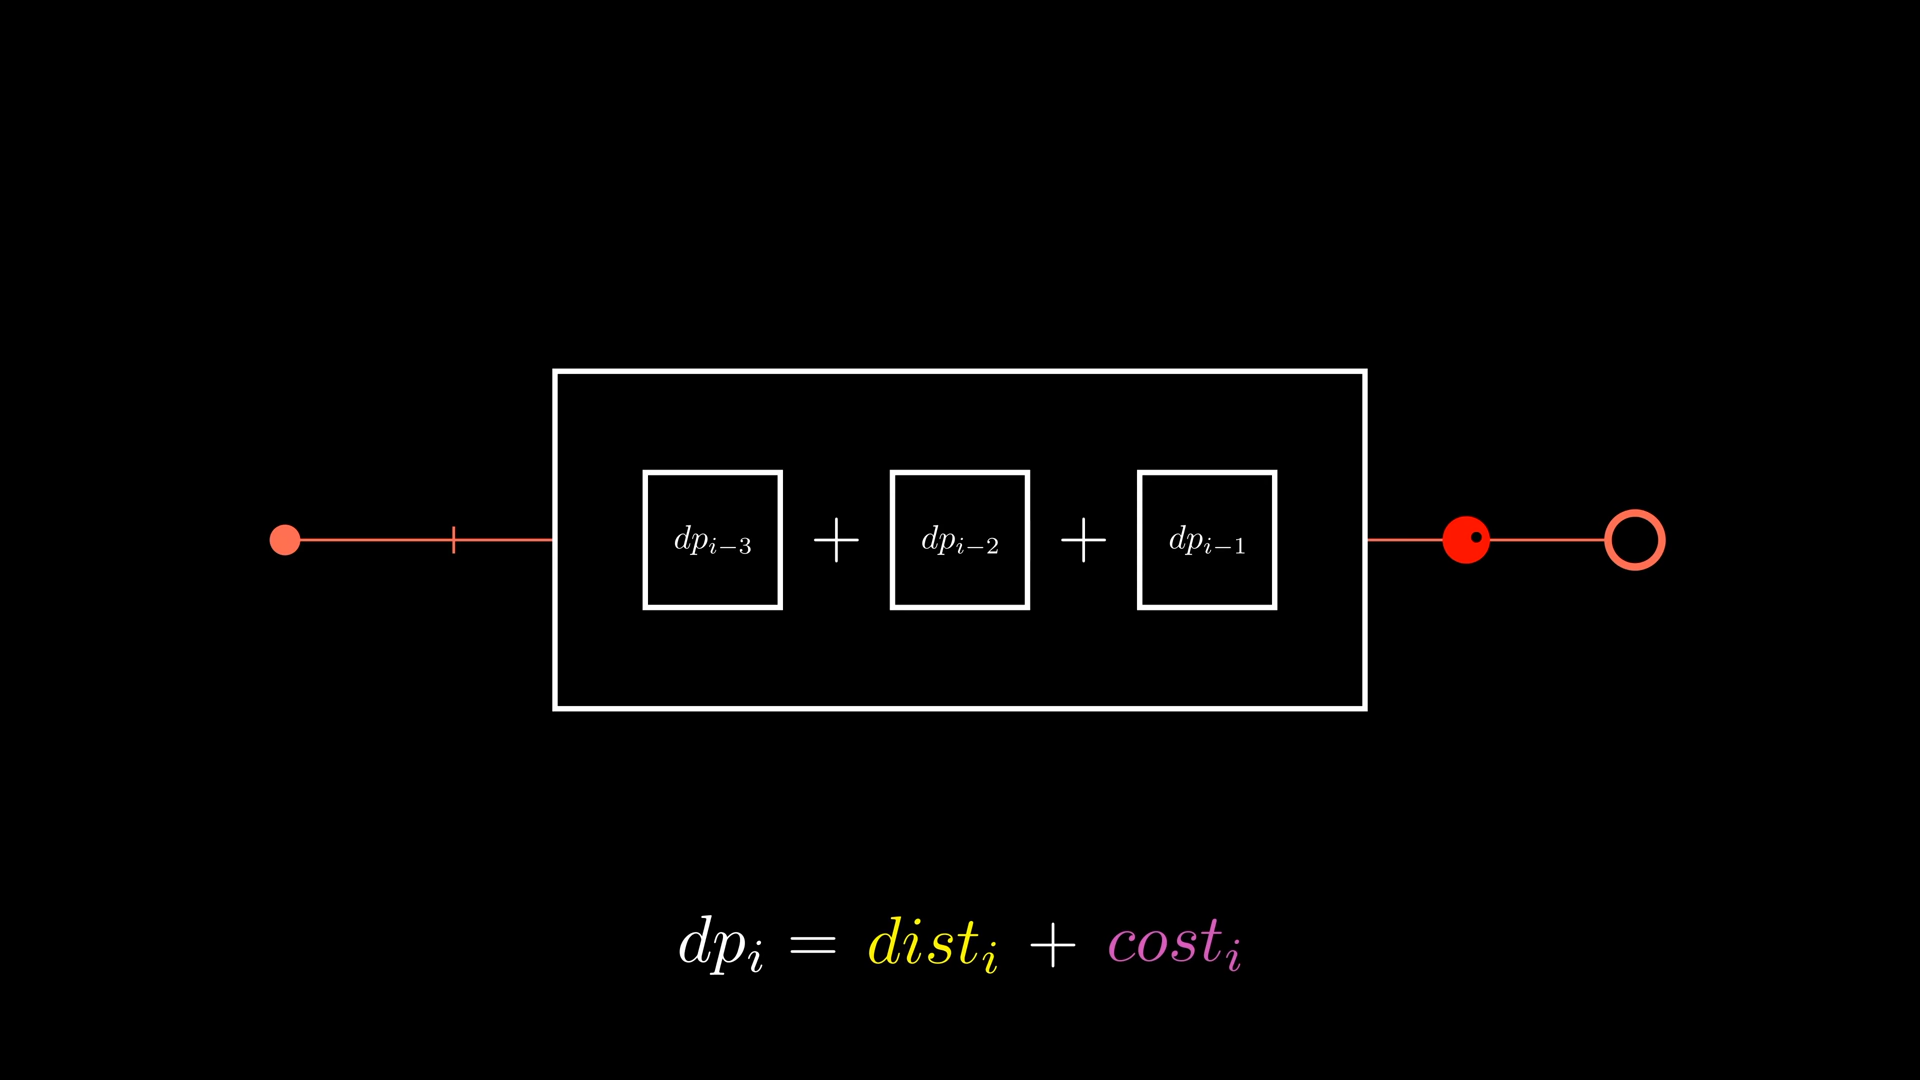 dp_{i-3} + dp_{i-2} + dp_{i-1}
dp_i = dist_i + cost_i